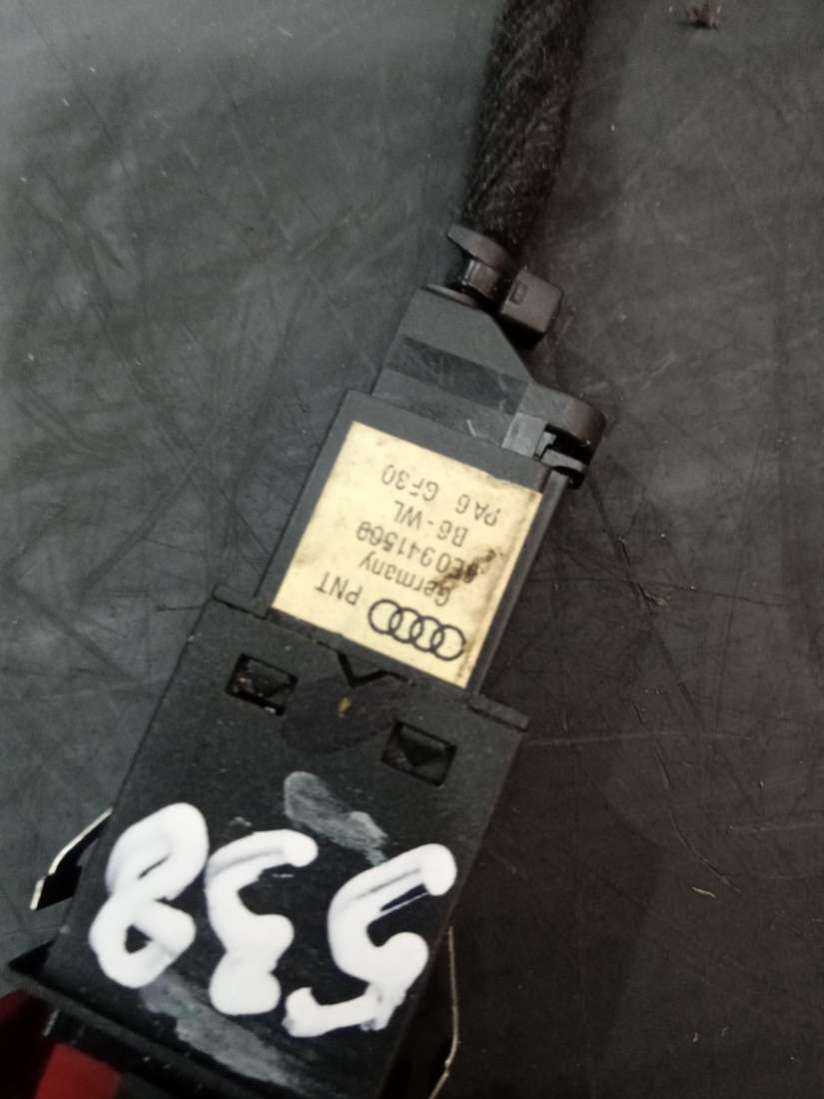 538
PNT
Germany
8E0941509
B6-WL
PA6 GF30